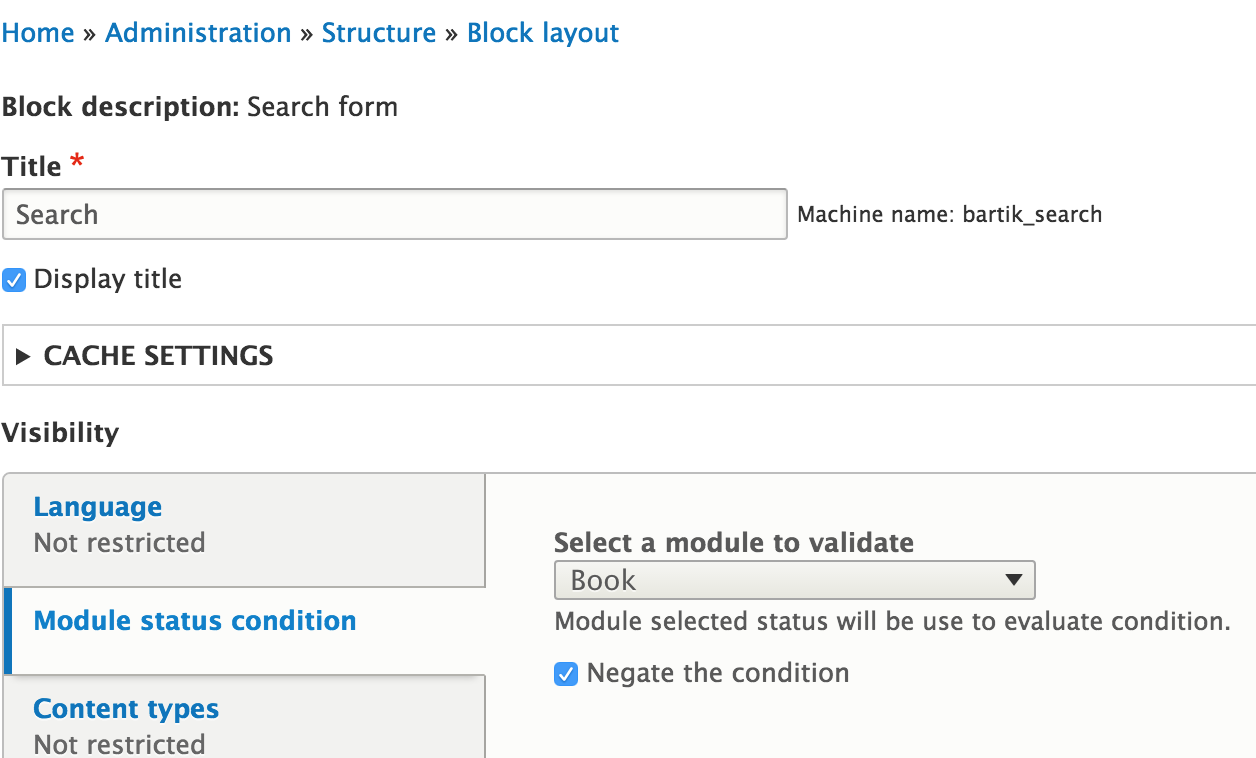 Home » Administration » Structure » Block layout
Block description: Search form
Title *
Search
Machine name: bartik_search
Display title
CACHE SETTINGS
Visibility
Language
Not restricted
Module status condition
Content types
Not restricted
Select a module to validate
Book
Module selected status will be use to evaluate condition.
Negate the condition